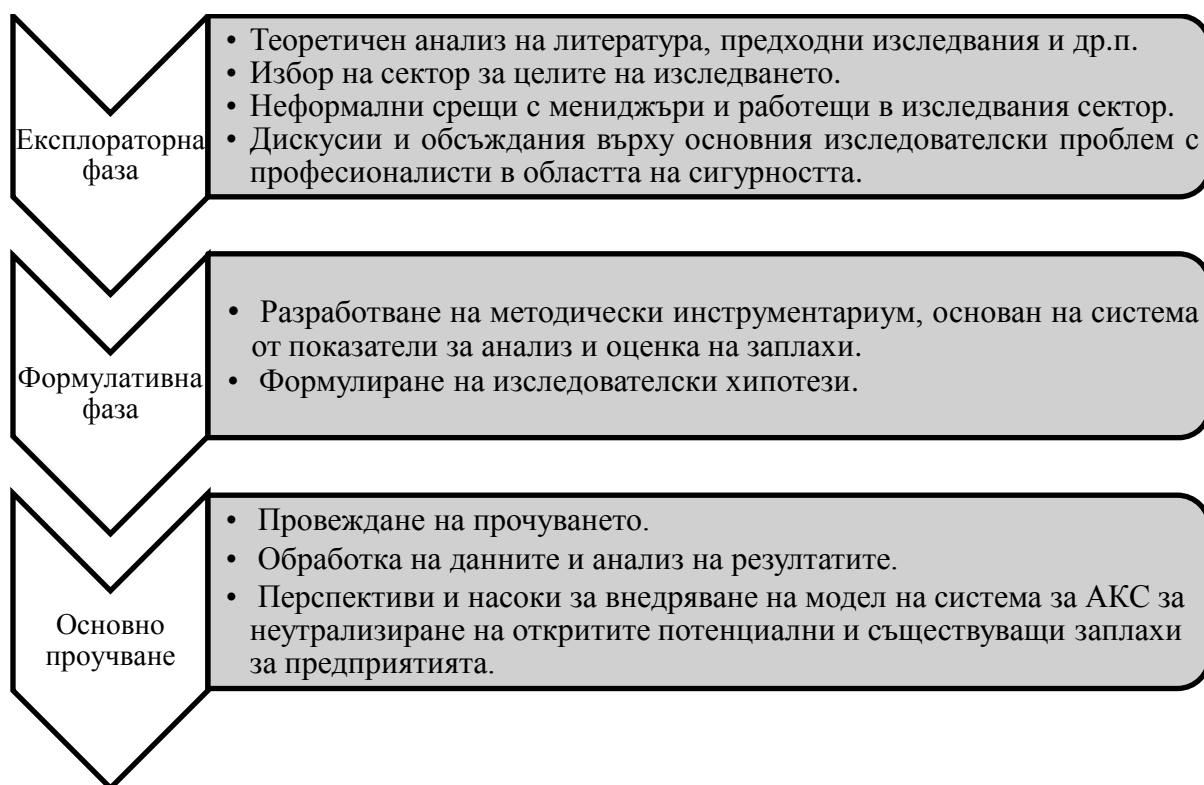 Експлораторна
фаза
• Теоретичен анализ на литература, предходни изследвания и др.п.
• Избор на сектор за целите на изследването.
• Неформални срещи с мениджъри и работещи в изследвания сектор.
• Дискусии и обсъждания върху основния изследователски проблем с
професионалисти в областта на сигурността.
Формулативна
фаза
• Разработване на методически инструментариум, основан на система
от показатели за анализ и оценка на заплахи.
• Формулиране на изследователски хипотези.
Основно
проучване
• Провеждане на прочуването.
• Обработка на данните и анализ на резултатите.
• Перспективи и насоки за внедряване на модел на система за АКС за
неутрализиране на откритите потенциални и съществуващи заплахи
за предприятията.